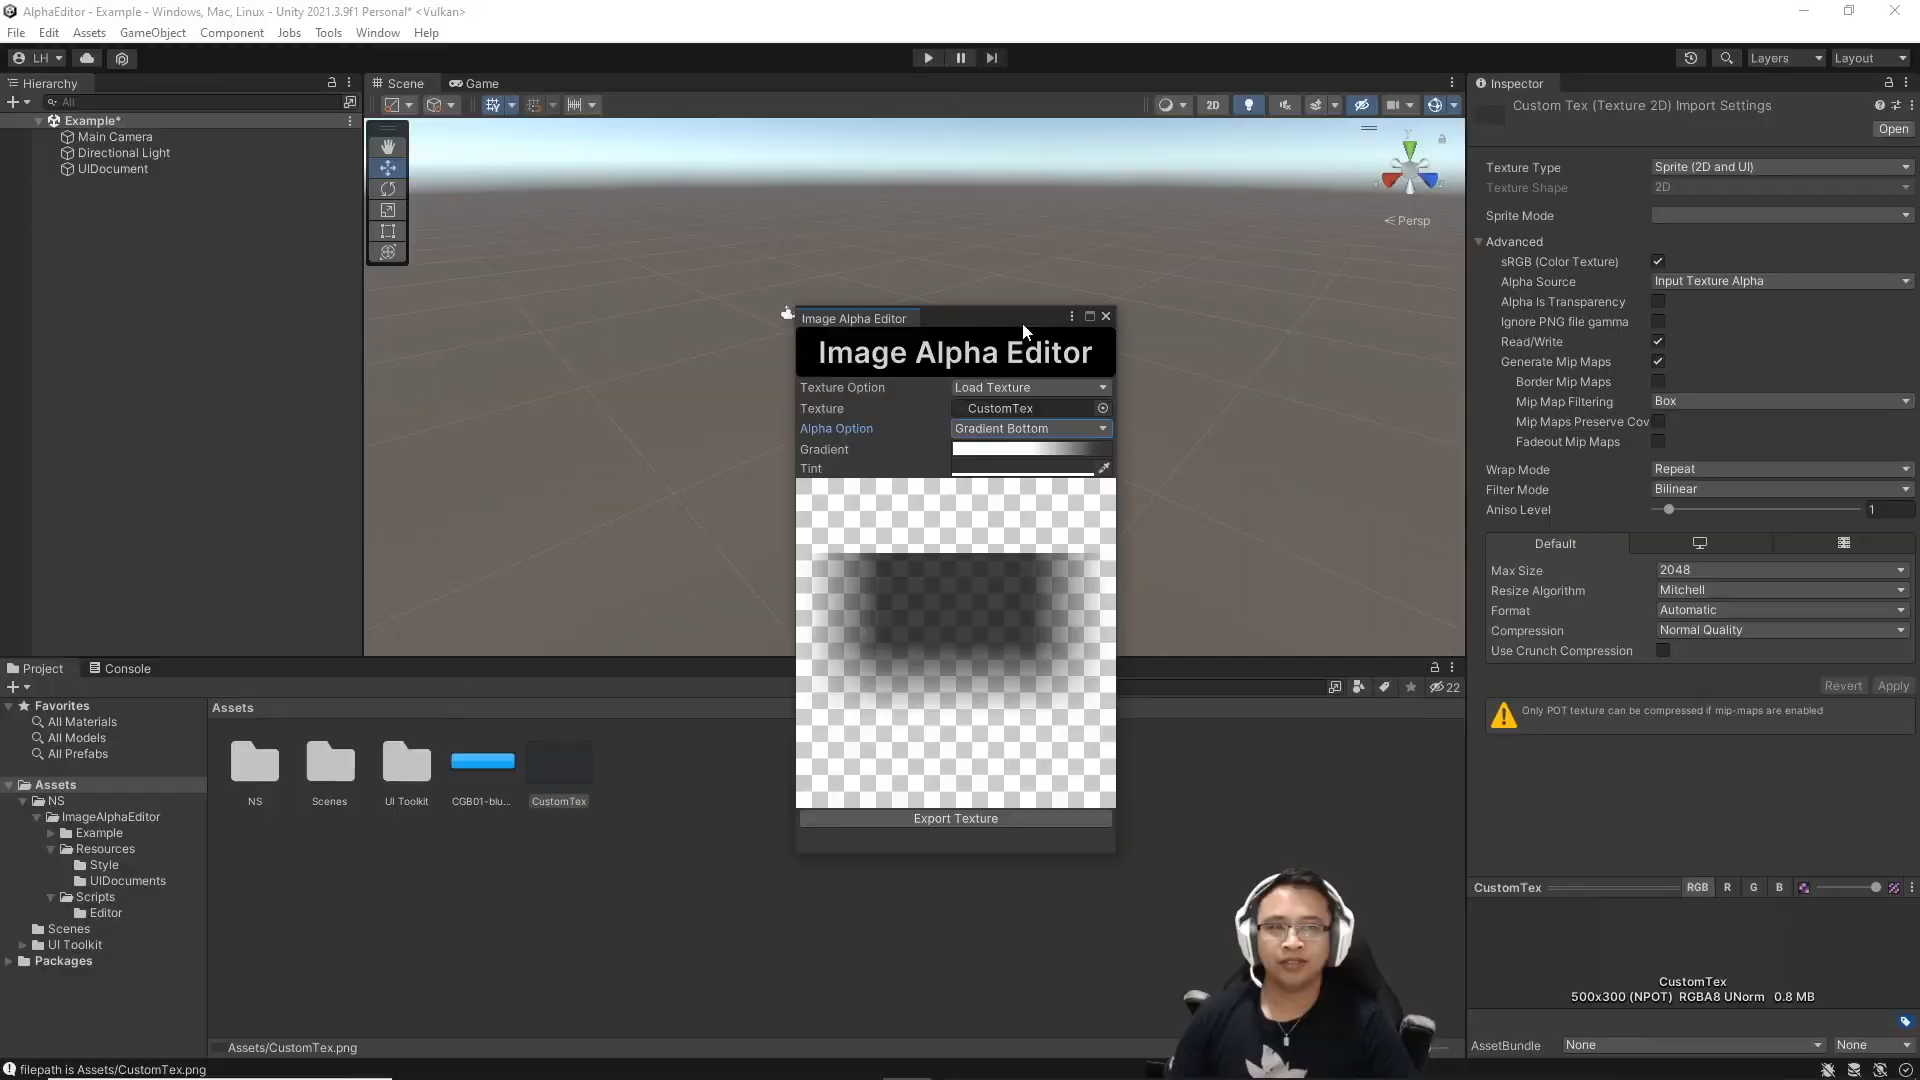 AlphaEditor - Example - Windows, Mac, Linux - Unity 2021.3.9f1 Personal* <Vulkan>
File Edit Assets GameObject Component Jobs Tools Window Help
LH Layers Layout
Hierarchy
All
Example*
Main Camera
Directional Light
UIDocument
Scene Game
2D
y
Persp
Image Alpha Editor
Image Alpha Editor
Texture Option Load Texture
Texture CustomTex
Alpha Option Gradient Bottom
Gradient
Tint
Export Texture
Inspector
Custom Tex (Texture 2D) Import Settings
Open
Texture Type Sprite (2D and UI)
Texture Shape 2D
Sprite Mode
Advanced
sRGB (Color Texture)
Alpha Source Input Texture Alpha
Alpha Is Transparency
Ignore PNG file gamma
Read/Write
Generate Mip Maps
Border Mip Maps
Mip Map Filtering Box
Mip Maps Preserve Cov
Fadeout Mip Maps
Wrap Mode Repeat
Filter Mode Bilinear
Aniso Level 1
Default
Max Size 2048
Resize Algorithm Mitchell
Format Automatic
Compression Normal Quality
Use Crunch Compression
Revert Apply
Only POT texture can be compressed if mip-maps are enabled
CustomTex RGB R G B
CustomTex
500x300 (NPOT) RGBA8 UNorm 0.8 MB
AssetBundle None None
Project Console
22
Favorites
All Materials
All Models
All Prefabs
Assets
NS
ImageAlphaEditor
Example
Resources
Style
UIDocuments
Scripts
Editor
Scenes
UI Toolkit
Packages
Assets
NS Scenes UI Toolkit CGB01-blu... CustomTex
Assets/CustomTex.png
filepath is Assets/CustomTex.png